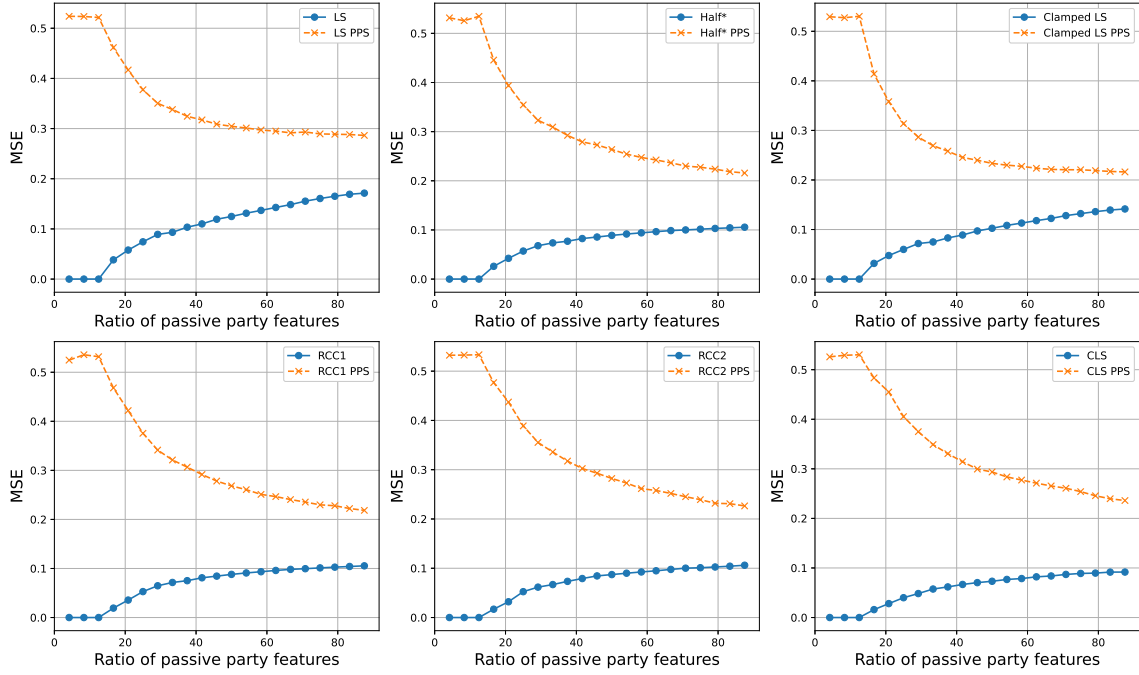 LS
LS PPS
MSE
0.5
0.4
0.3
0.2
0.1
0.0
0 20 40 60 80
Ratio of passive party features
Half*
Half* PPS
MSE
0.5
0.4
0.3
0.2
0.1
0.0
0 20 40 60 80
Ratio of passive party features
Clamped LS
Clamped LS PPS
MSE
0.5
0.4
0.3
0.2
0.1
0.0
0 20 40 60 80
Ratio of passive party features
RCC1
RCC1 PPS
MSE
0.5
0.4
0.3
0.2
0.1
0.0
0 20 40 60 80
Ratio of passive party features
RCC2
RCC2 PPS
MSE
0.5
0.4
0.3
0.2
0.1
0.0
0 20 40 60 80
Ratio of passive party features
CLS
CLS PPS
MSE
0.5
0.4
0.3
0.2
0.1
0.0
0 20 40 60 80
Ratio of passive party features